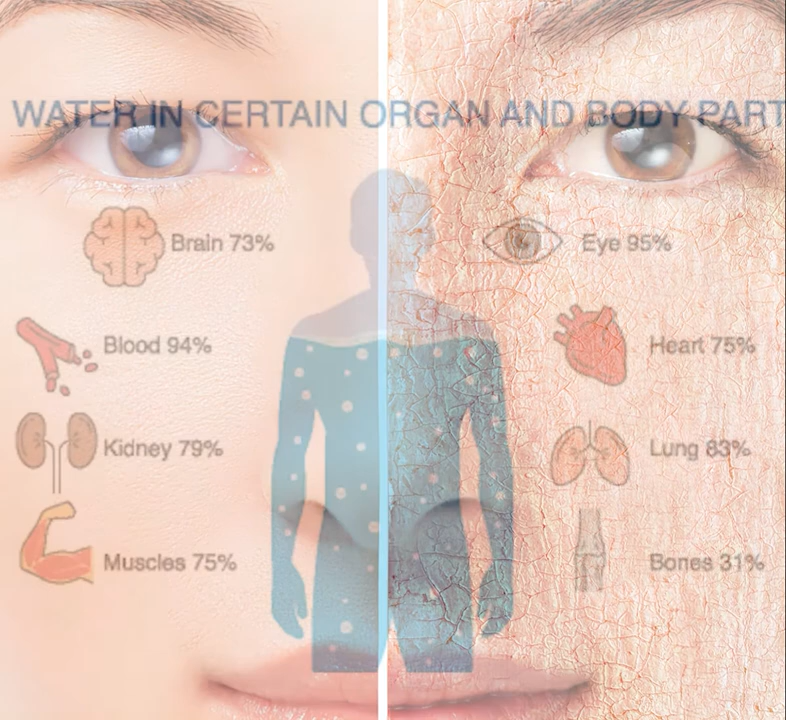 WATER IN CERTAIN ORGAN AND BODY PART
Brain 73%
Eye 95%
Blood 94%
Heart 75%
Kidney 79%
Lung 83%
Muscles 75%
Bones 31%